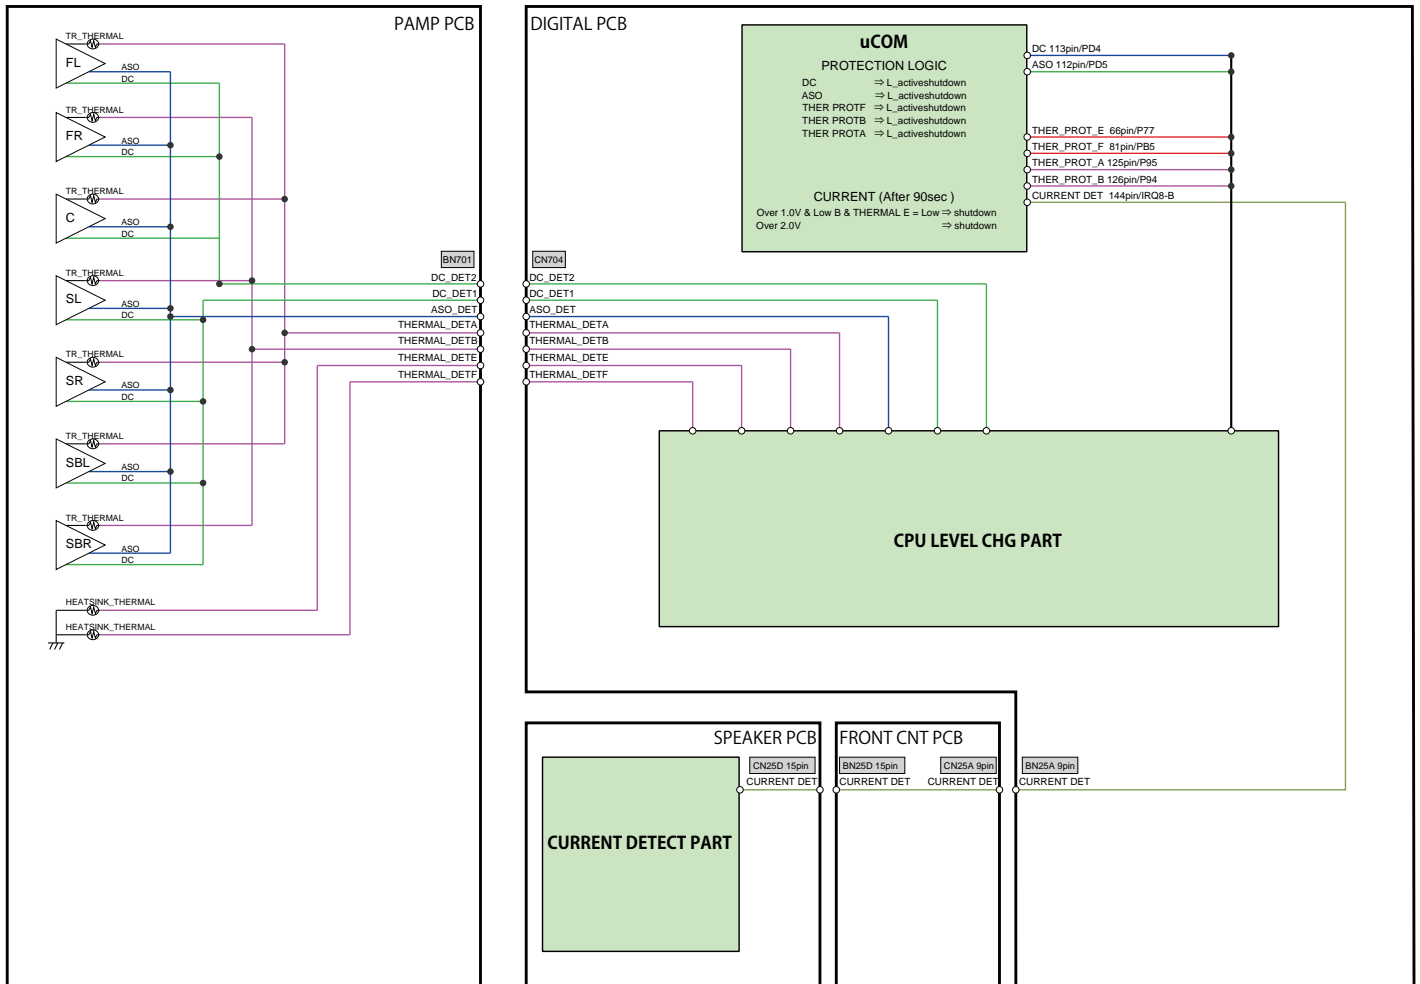 PAMP PCB
TR_THERMAL
FL
ASO
DC
TR_THERMAL
FR
ASO
DC
TR_THERMAL
C
ASO
DC
TR_THERMAL
SL
ASO
DC
TR_THERMAL
SR
ASO
DC
TR_THERMAL
SBL
ASO
DC
TR_THERMAL
SBR
ASO
DC
HEATSINK_THERMAL
HEATSINK_THERMAL
BN701
DC_DET2
DC_DET1
ASO_DET
THERMAL_DETA
THERMAL_DETB
THERMAL_DETE
THERMAL_DETF
DIGITAL PCB
CN704
DC_DET2
DC_DET1
ASO_DET
THERMAL_DETA
THERMAL_DETB
THERMAL_DETE
THERMAL_DETF
uCOM
PROTECTION LOGIC
DC ⇒ L_activeshutdown
ASO ⇒ L_activeshutdown
THER PROTF ⇒ L_activeshutdown
THER PROTB ⇒ L_activeshutdown
THER PROTA ⇒ L_activeshutdown
CURRENT (After 90sec )
Over 1.0V & Low B & THERMAL E = Low ⇒ shutdown
Over 2.0V ⇒ shutdown
DC 113pin/PD4
ASO 112pin/PD5
THER_PROT_E 66pin/P77
THER_PROT_F 81pin/PB5
THER_PROT_A 125pin/P95
THER_PROT_B 126pin/P94
CURRENT DET 144pin/IRQ8-B
CPU LEVEL CHG PART
SPEAKER PCB
CN25D 15pin
CURRENT DET
CURRENT DETECT PART
FRONT CNT PCB
BN25D 15pin
CURRENT DET
CN25A 9pin
CURRENT DET
BN25A 9pin
CURRENT DET